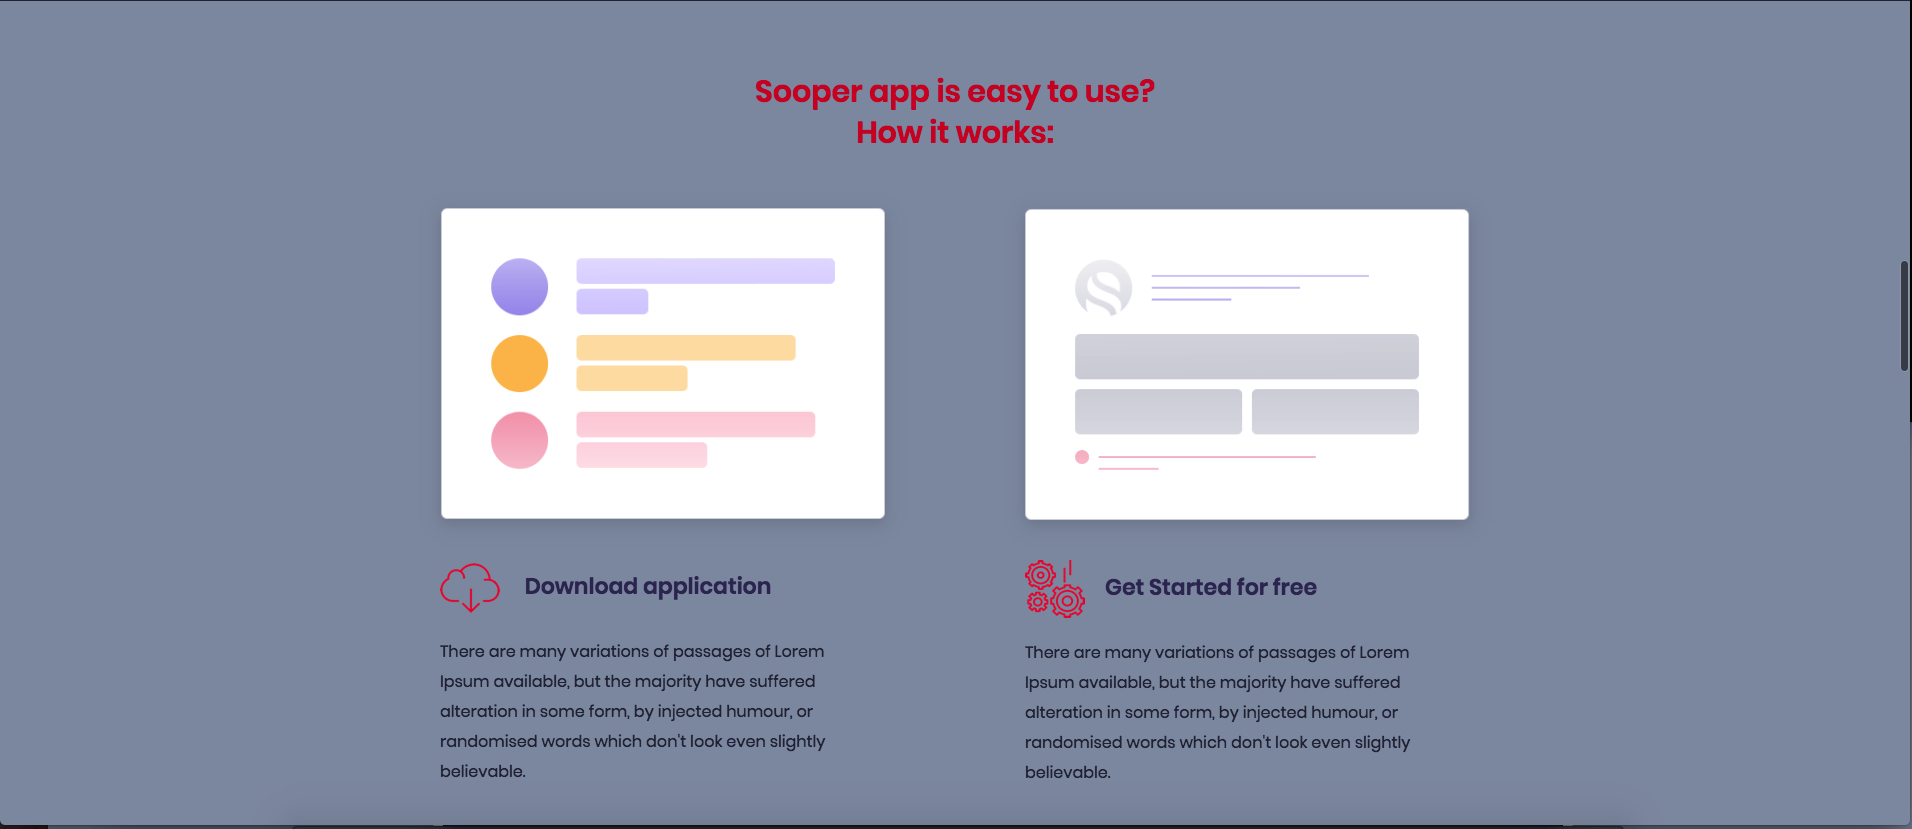 Sooper app is easy to use?
How it works:
Download application
There are many variations of passages of Lorem
Ipsum available, but the majority have suffered
alteration in some form, by injected humour, or
randomised words which don't look even slightly
believable.
Get Started for free
There are many variations of passages of Lorem
Ipsum available, but the majority have suffered
alteration in some form, by injected humour, or
randomised words which don't look even slightly
believable.